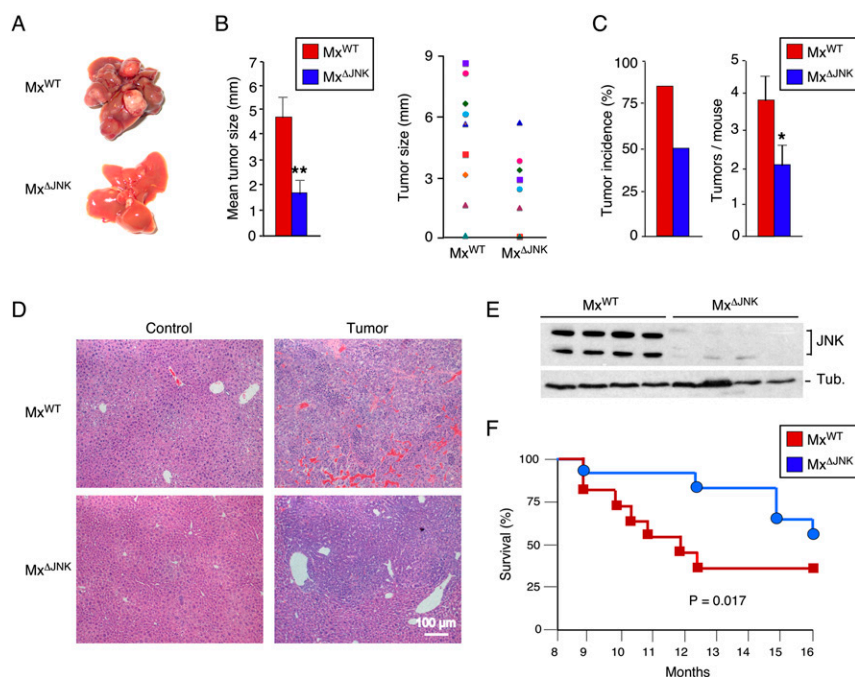 A
Mx^WT
Mx^ΔJNK
B
Mx^WT
Mx^ΔJNK
Mean tumor size (mm)
7
6
5
4
3
2
1
0
**
Tumor size (mm)
9
6
3
0
Mx^WT Mx^ΔJNK
C
Mx^WT
Mx^ΔJNK
Tumor incidence (%)
100
75
50
25
0
Tumors / mouse
5
4
3
2
1
0
*
D
Control Tumor
Mx^WT
Mx^ΔJNK
100 µm
E
Mx^WT Mx^ΔJNK
JNK
Tub.
F
Mx^WT
Mx^ΔJNK
Survival (%)
100
75
50
25
0
P = 0.017
8 9 10 11 12 13 14 15 16
Months